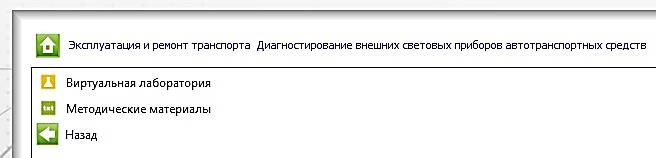 Эксплуатация и ремонт транспорта Диагностирование внешних световых приборов автотранспортных средств
Виртуальная лаборатория
txt Методические материалы
Назад